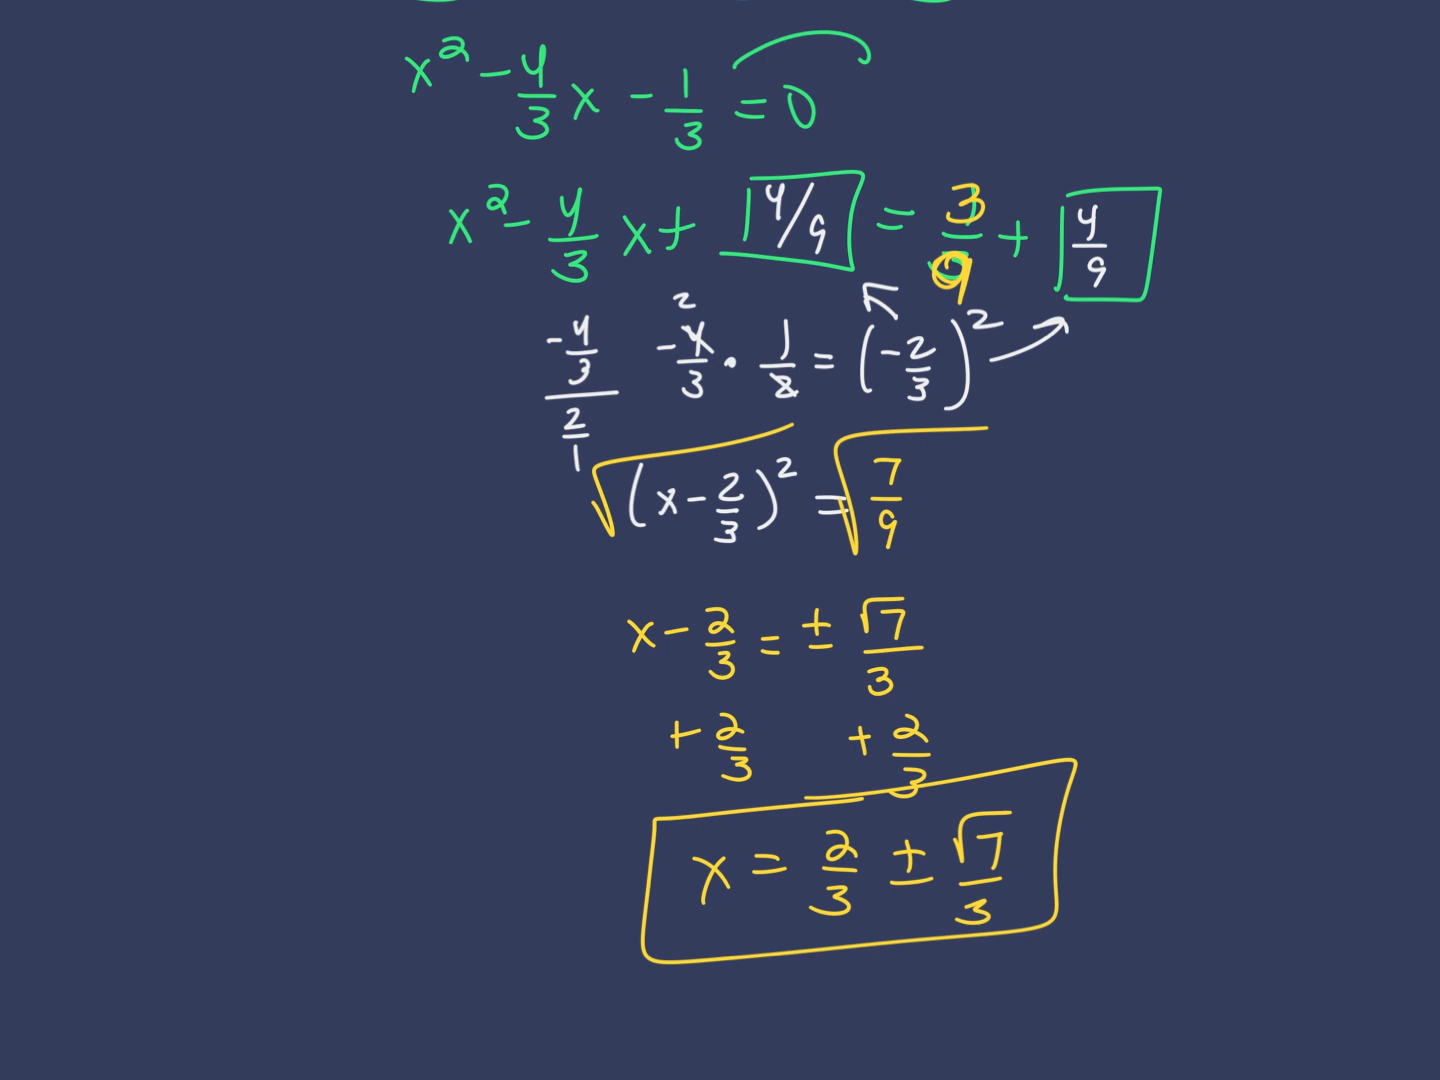 x² - 4/3 x - 1/3 = 0
x² - 4/3 x + 4/9 = 3/9 + 4/9
(-4/3)/(2/1) -4/3 · 1/2 = (-2/3)²
√(x - 2/3)² = √7/9
x - 2/3 = ± √7/3
+ 2/3 + 2/3
x = 2/3 ± √7/3